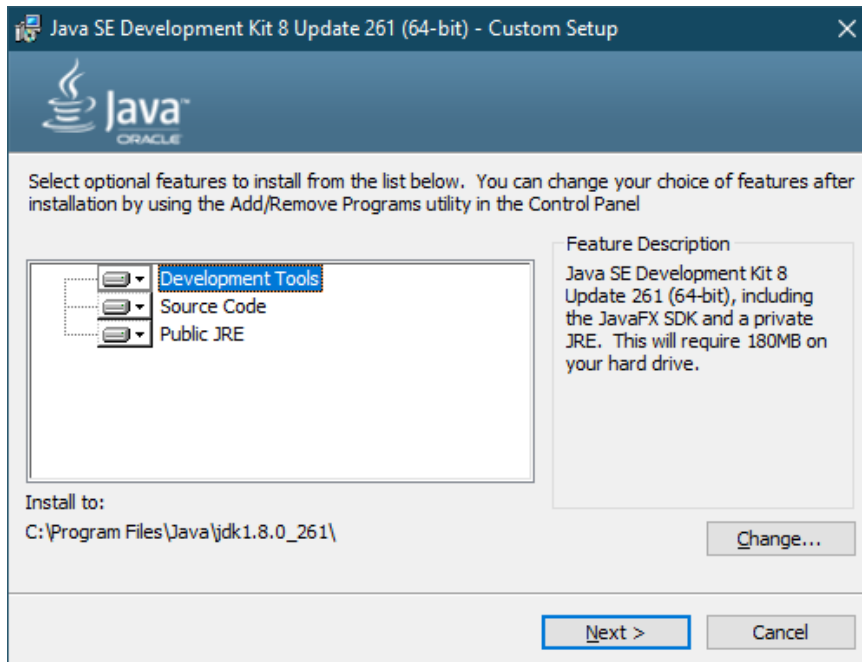 Java SE Development Kit 8 Update 261 (64-bit) - Custom Setup
Java™
ORACLE
Select optional features to install from the list below.  You can change your choice of features after
installation by using the Add/Remove Programs utility in the Control Panel
Development Tools
Source Code
Public JRE
Feature Description
Java SE Development Kit 8
Update 261 (64-bit), including
the JavaFX SDK and a private
JRE.  This will require 180MB on
your hard drive.
Install to:
C:\Program Files\Java\jdk1.8.0_261\
Change...
Next >
Cancel